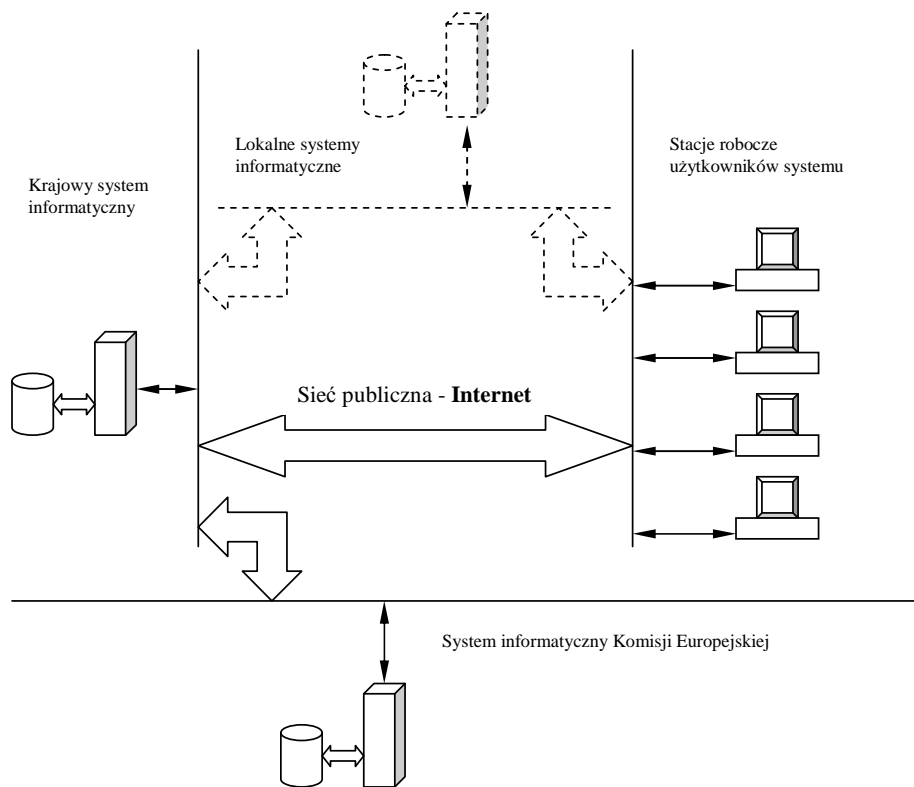 Lokalne systemy
informatyczne
Stacje robocze
użytkowników systemu
Krajowy system
informatyczny
Sieć publiczna - Internet
System informatyczny Komisji Europejskiej